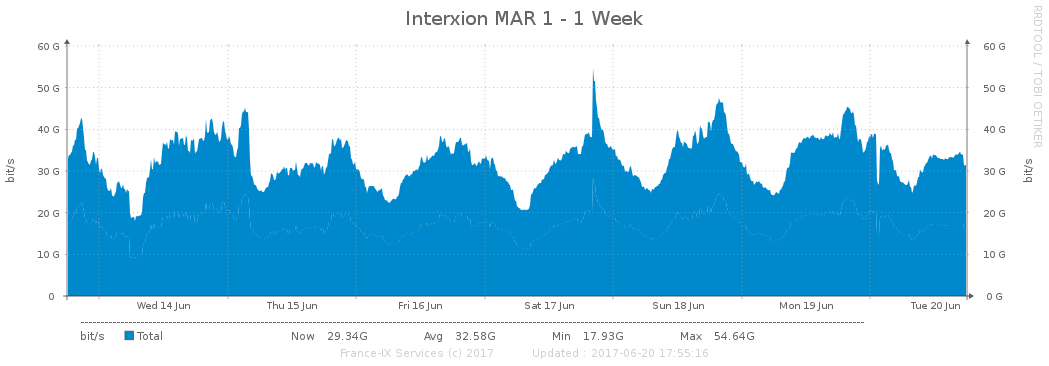 Interxion MAR 1 - 1 Week
RRDTOOL / TOBI OETIKER
60 G 60 G
50 G 50 G
40 G 40 G
30 G 30 G
20 G 20 G
10 G 10 G
0 0 G
bit/s
bit/s
Wed 14 Jun Thu 15 Jun Fri 16 Jun Sat 17 Jun Sun 18 Jun Mon 19 Jun Tue 20 Jun
bit/s Total Now 29.34G Avg 32.58G Min 17.93G Max 54.64G
France-IX Services (c) 2017 Updated : 2017-06-20 17:55:16